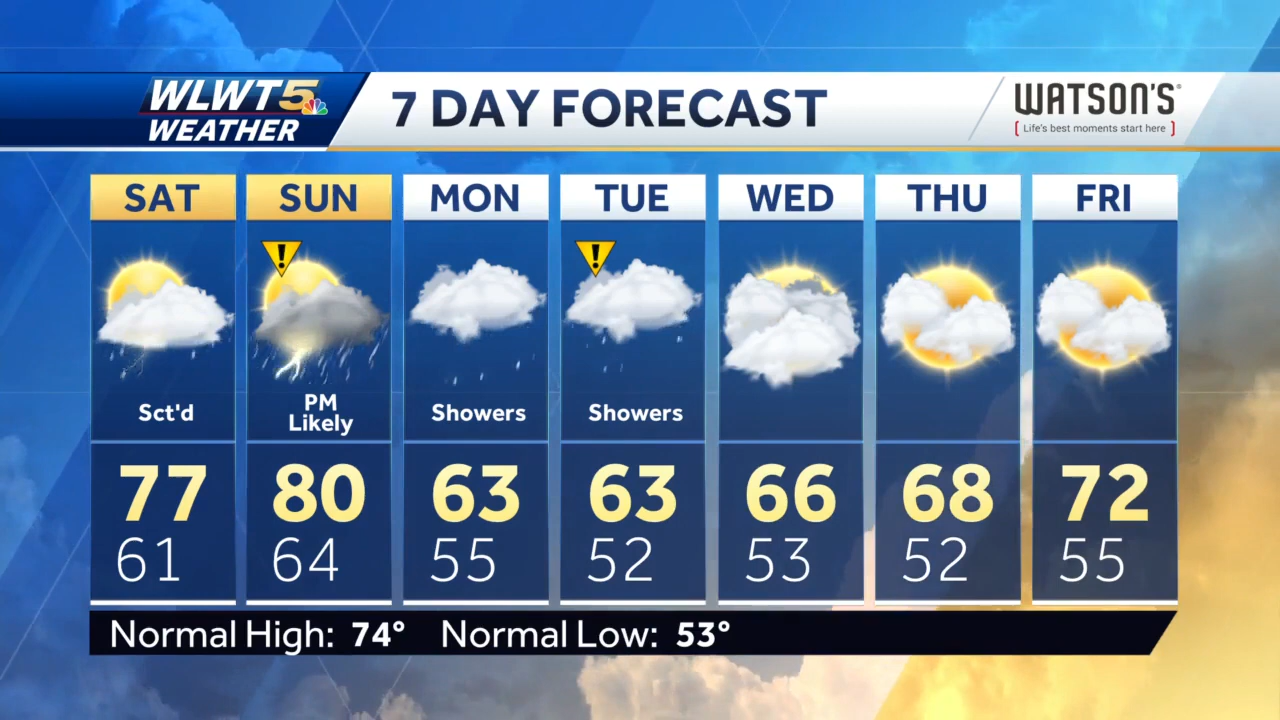 WLWT5
WEATHER
7 DAY FORECAST
WATSON'S®
[ Life's best moments start here ]
SAT SUN MON TUE WED THU FRI
! !
Sct'd PM Likely Showers Showers
77 80 63 63 66 68 72
61 64 55 52 53 52 55
Normal High: 74° Normal Low: 53°